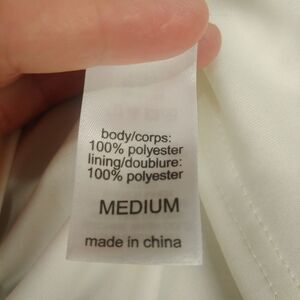 body/corps:
100% polyester
lining/doublure:
100% polyester
MEDIUM
made in china